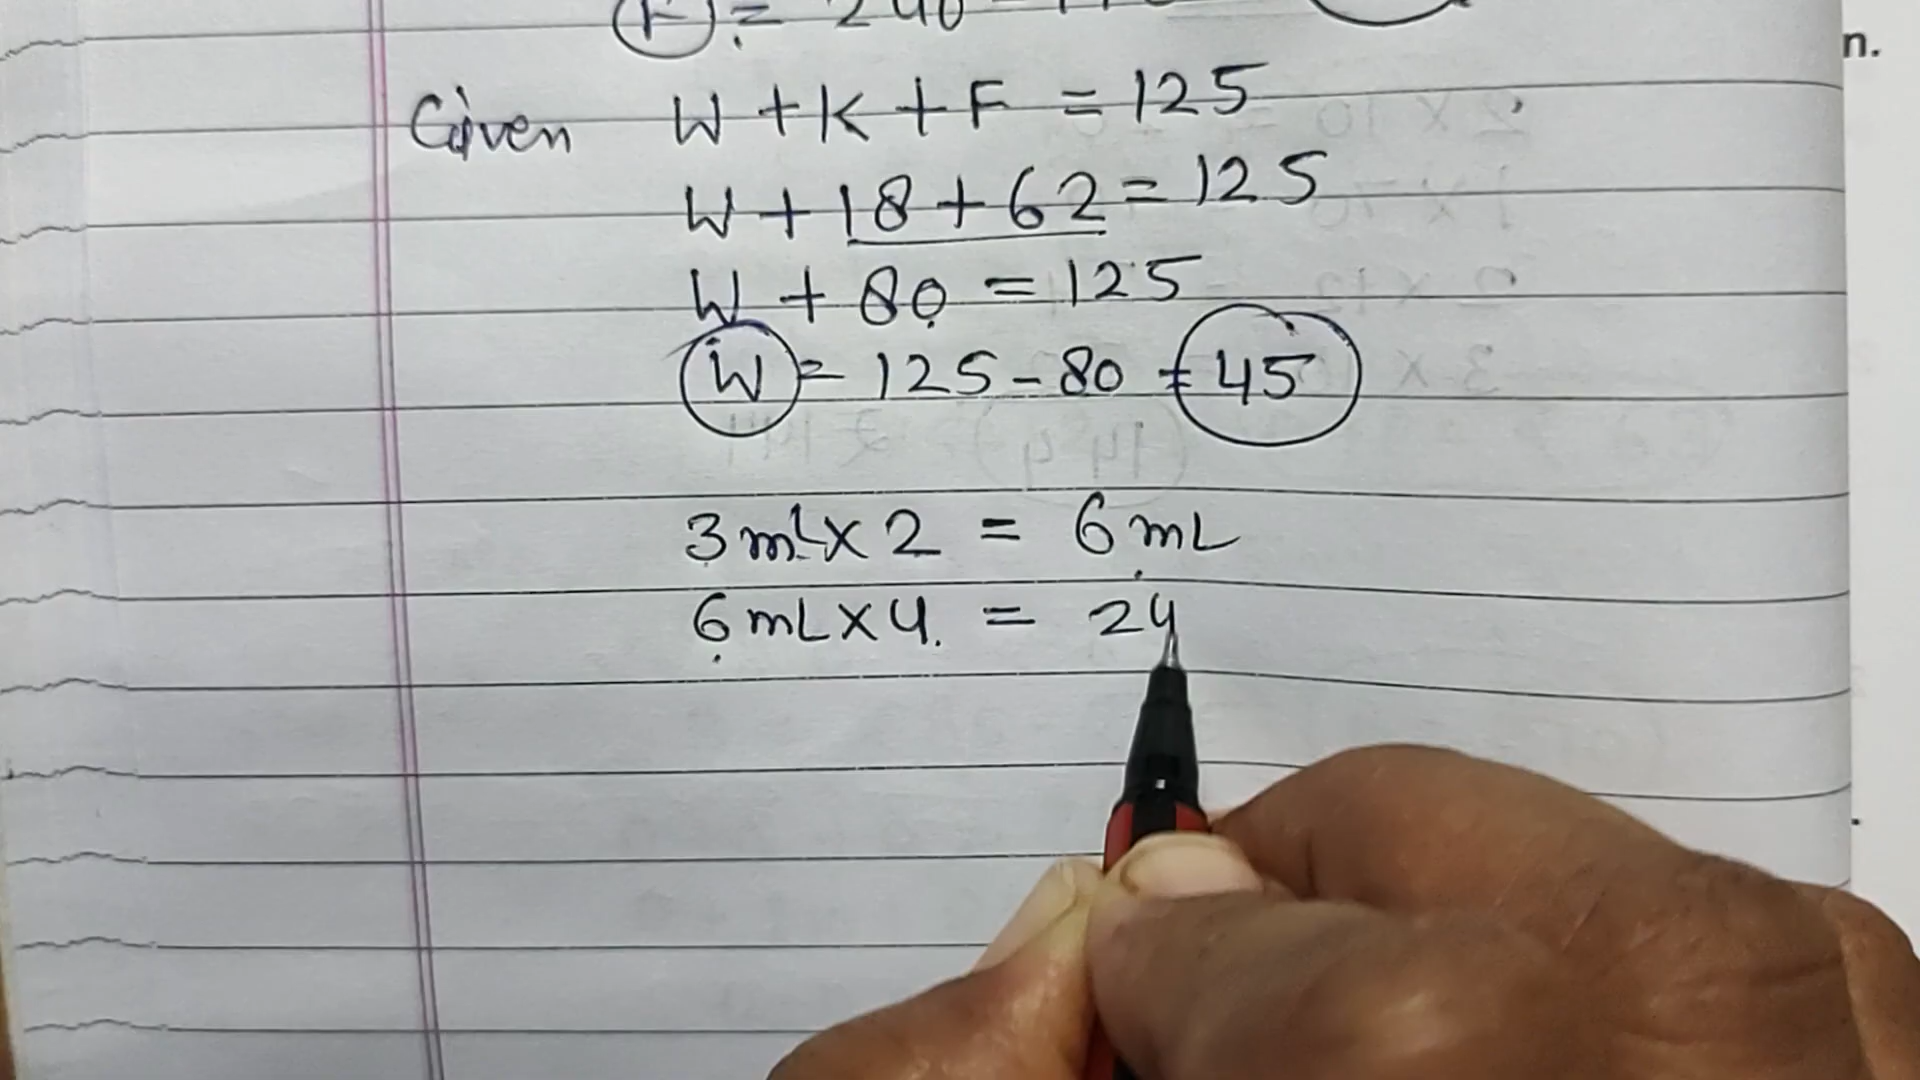 = 240
Given W + K + F = 125
W + 18 + 62 = 125
W + 80 = 125
W = 125 - 80 = 45
3 mL x 2 = 6 mL
6 mL x 4 = 24
n.